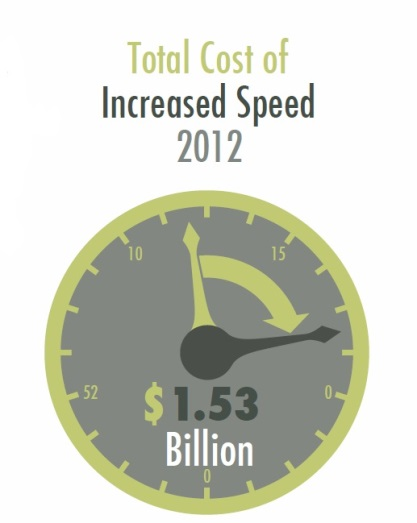 Total Cost of
Increased Speed
2012
10
15
52
0
$ 1.53
Billion
0